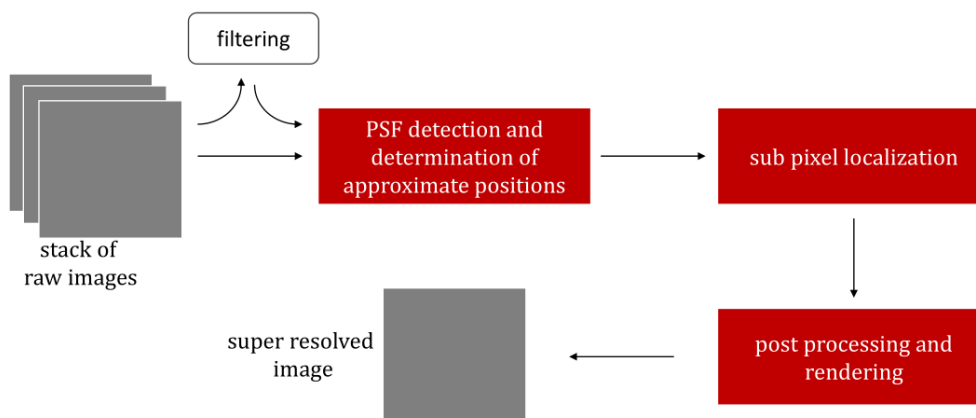 filtering
stack of
raw images
PSF detection and
determination of
approximate positions
sub pixel localization
post processing and
rendering
super resolved
image